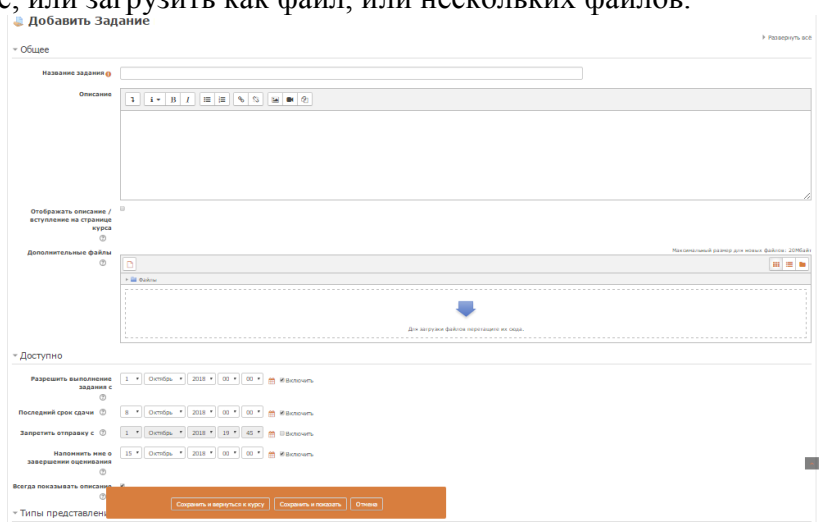 е, или загрузить как файл, или нескольких файлов.
Добавить Задание
Развернуть всё
Общее
Название задания
Описание
Отображать описание /
вступление на странице
курса
Дополнительные файлы
Максимальный размер для новых файлов: 20Мбайт
Файлы
Для загрузки файлов перетащите их сюда.
Доступно
Разрешить выполнение
задания с
1 Октябрь 2018 00 00 Включить
Последний срок сдачи 8 Октябрь 2018 00 00 Включить
Запретить отправку с 1 Октябрь 2018 19 45 Включить
Напомнить мне о
завершении оценивания
15 Октябрь 2018 00 00 Включить
Всегда показывать описание
Сохранить и вернуться к курсу Сохранить и показать Отмена
Типы представлен